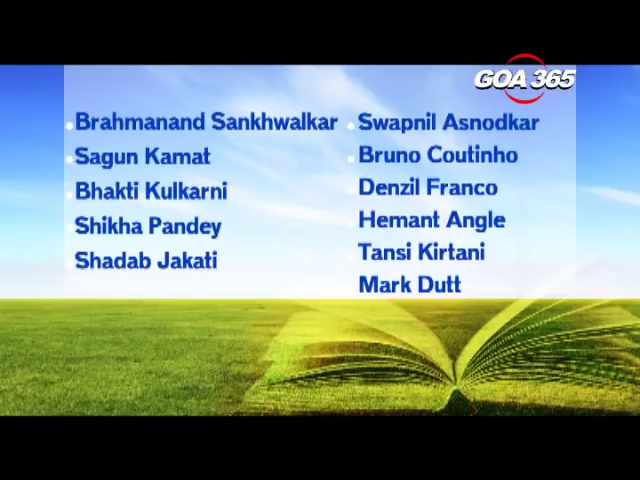 GOA 365
Brahmanand Sankhwalkar
Sagun Kamat
Bhakti Kulkarni
Shikha Pandey
Shadab Jakati
Swapnil Asnodkar
Bruno Coutinho
Denzil Franco
Hemant Angle
Tansi Kirtani
Mark Dutt